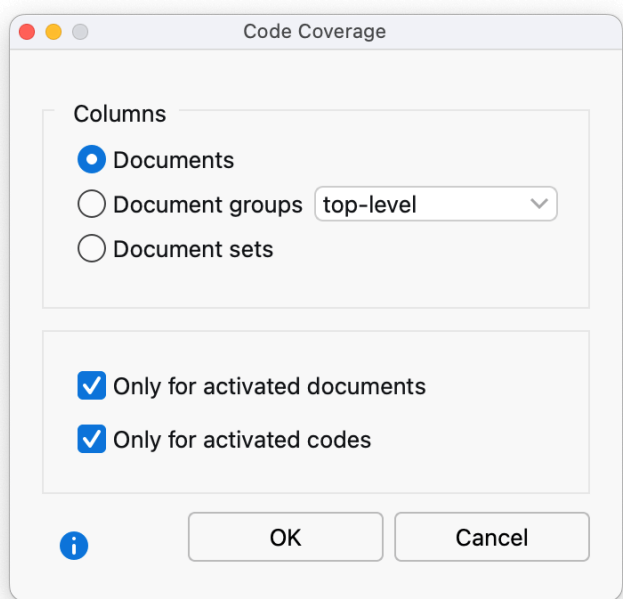 Code Coverage
Columns
Documents
Document groups top-level
Document sets
Only for activated documents
Only for activated codes
OK Cancel